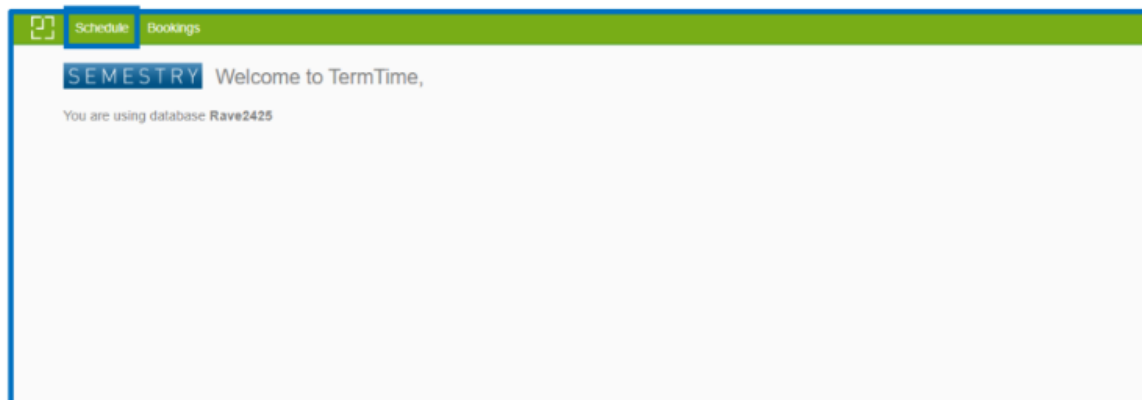 Schedule Bookings
SEMESTRY Welcome to TermTime,
You are using database Rave2425